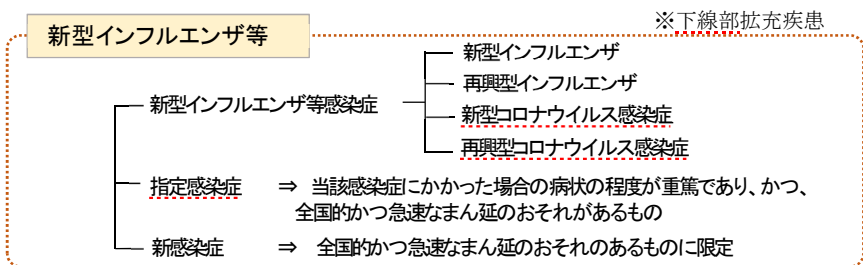 ※下線部拡充疾患
新型インフルエンザ等
新型インフルエンザ
再興型インフルエンザ
新型インフルエンザ等感染症
新型コロナウイルス感染症
再興型コロナウイルス感染症
指定感染症 ⇒ 当該感染症にかかった場合の病状の程度が重篤であり、かつ、
全国的かつ急速なまん延のおそれがあるもの
新感染症 ⇒ 全国的かつ急速なまん延のおそれのあるものに限定